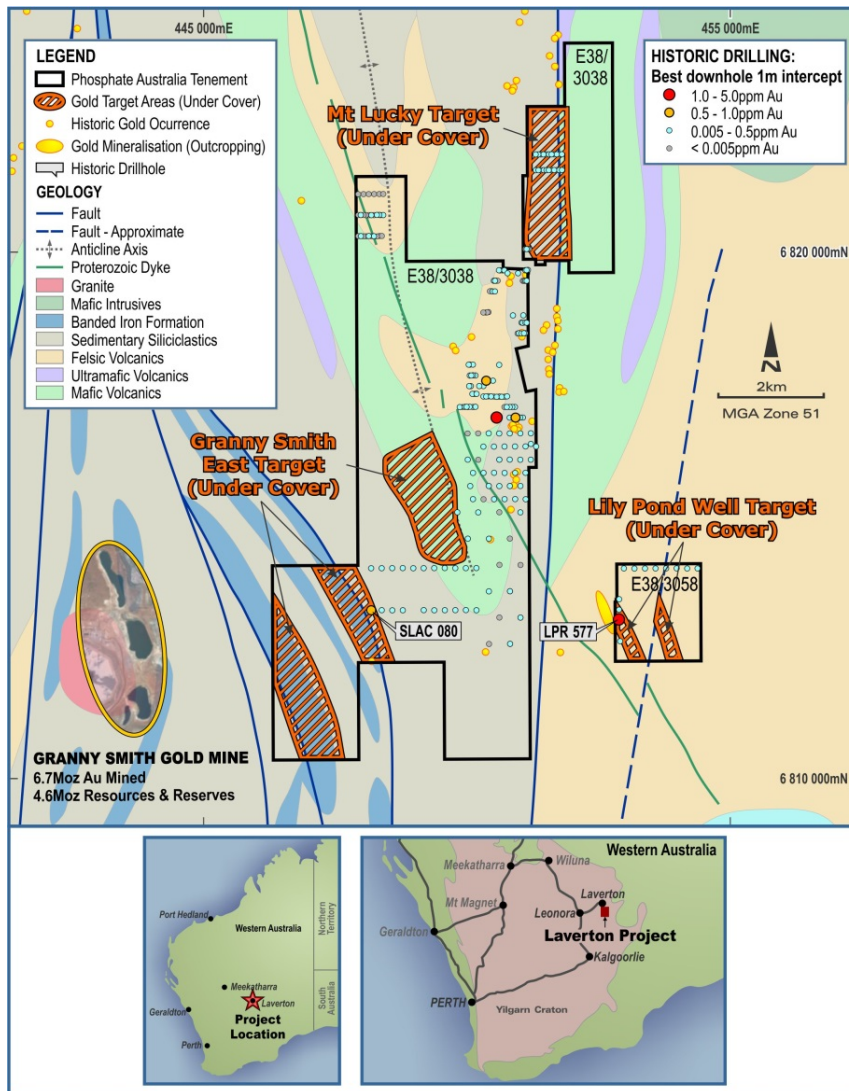 445 000mE
455 000mE
LEGEND
Phosphate Australia Tenement
Gold Target Areas (Under Cover)
Historic Gold Ocurrence
Gold Mineralisation (Outcropping)
Historic Drillhole
GEOLOGY
Fault
Fault - Approximate
Anticline Axis
Proterozoic Dyke
Granite
Mafic Intrusives
Banded Iron Formation
Sedimentary Siliciclastics
Felsic Volcanics
Ultramafic Volcanics
Mafic Volcanics
E38/
3038
Mt Lucky Target
(Under Cover)
HISTORIC DRILLING:
Best downhole 1m intercept
1.0 - 5.0ppm Au
0.5 - 1.0ppm Au
0.005 - 0.5ppm Au
< 0.005ppm Au
6 820 000mN
E38/3038
N
2km
MGA Zone 51
Granny Smith
East Target
(Under Cover)
Lily Pond Well Target
(Under Cover)
E38/3058
SLAC 080
LPR 577
GRANNY SMITH GOLD MINE
6.7Moz Au Mined
4.6Moz Resources & Reserves
6 810 000mN
Port Hedland
Western Australia
Northern
Territory
South
Australia
Meekatharra
Laverton
Geraldton
Project
Location
Perth
Western Australia
Meekatharra
Wiluna
Mt Magnet
Laverton
Leonora
Geraldton
Laverton Project
Kalgoorlie
PERTH
Yilgarn Craton